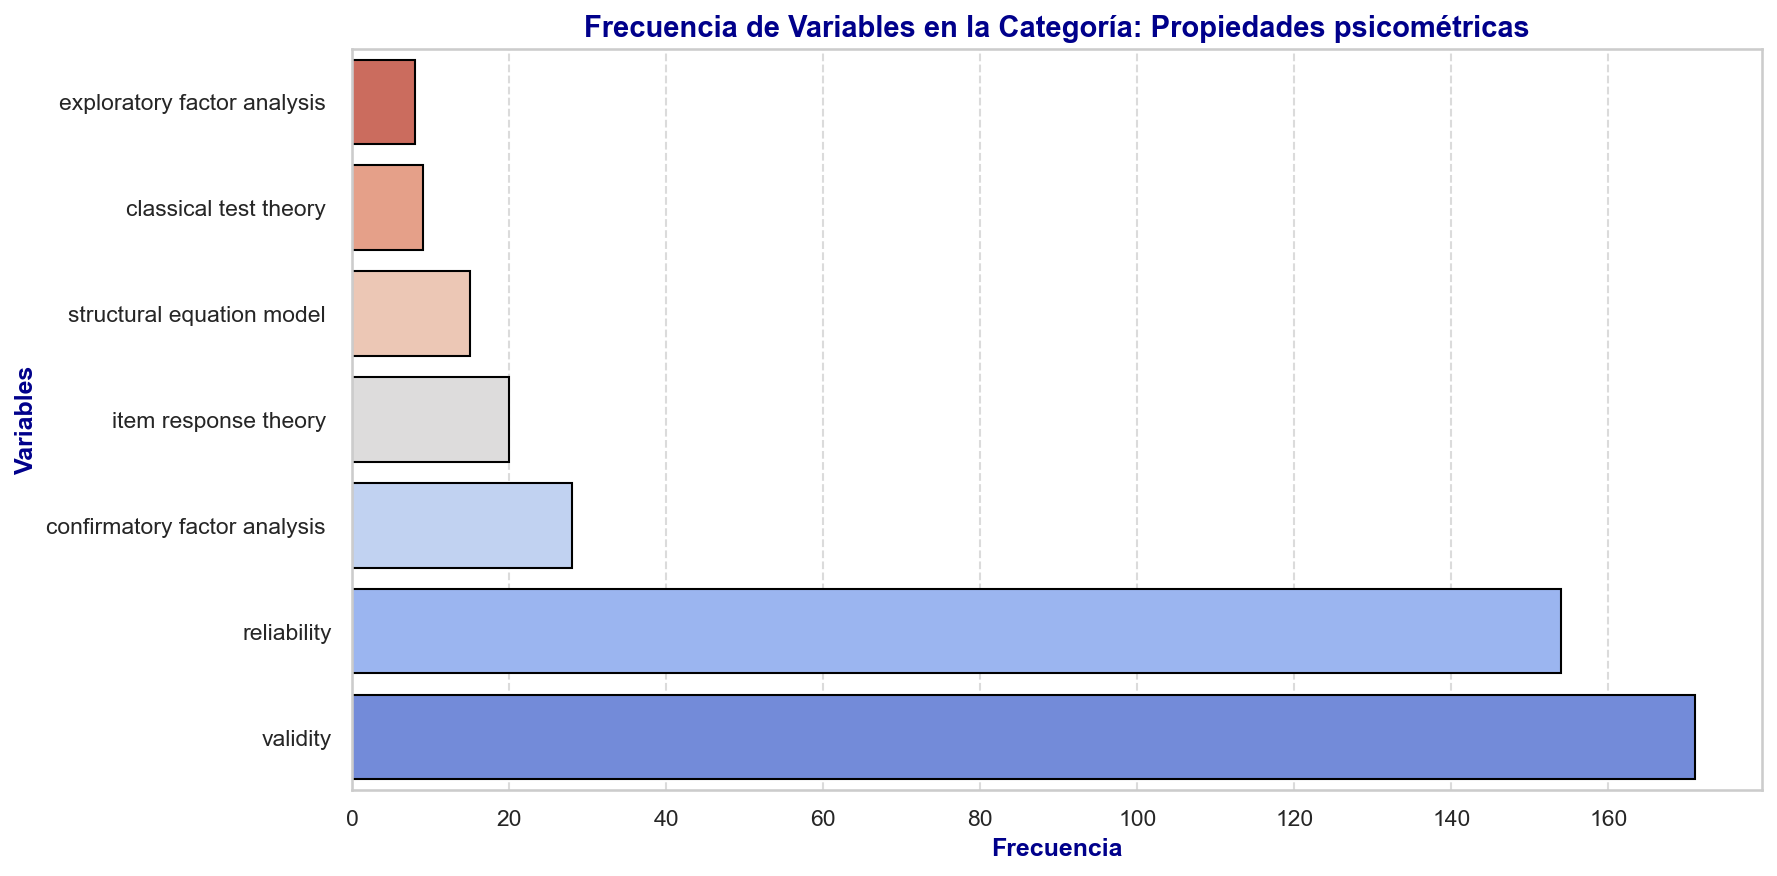 Frecuencia de Variables en la Categoría: Propiedades psicométricas
exploratory factor analysis
classical test theory
structural equation model
item response theory
confirmatory factor analysis
reliability
validity
Variables
0 20 40 60 80 100 120 140 160
Frecuencia